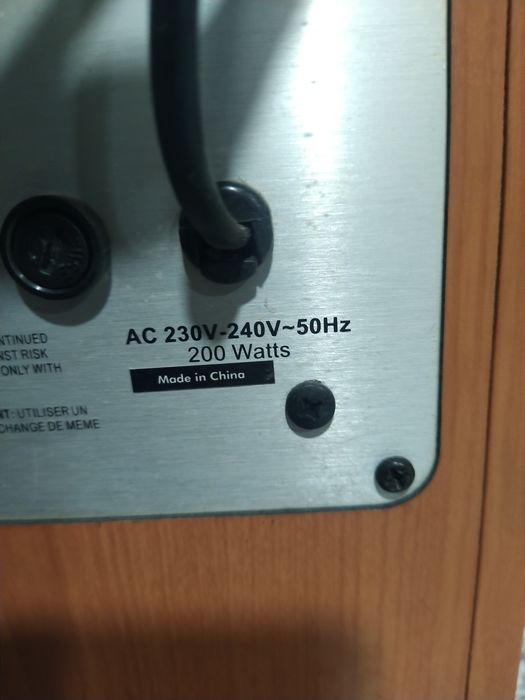 AC 230V-240V~50Hz
200 Watts
Made in China
NTINUED
NST RISK
ONLY WITH
NT: UTILISER UN
CHANGE DE MEME